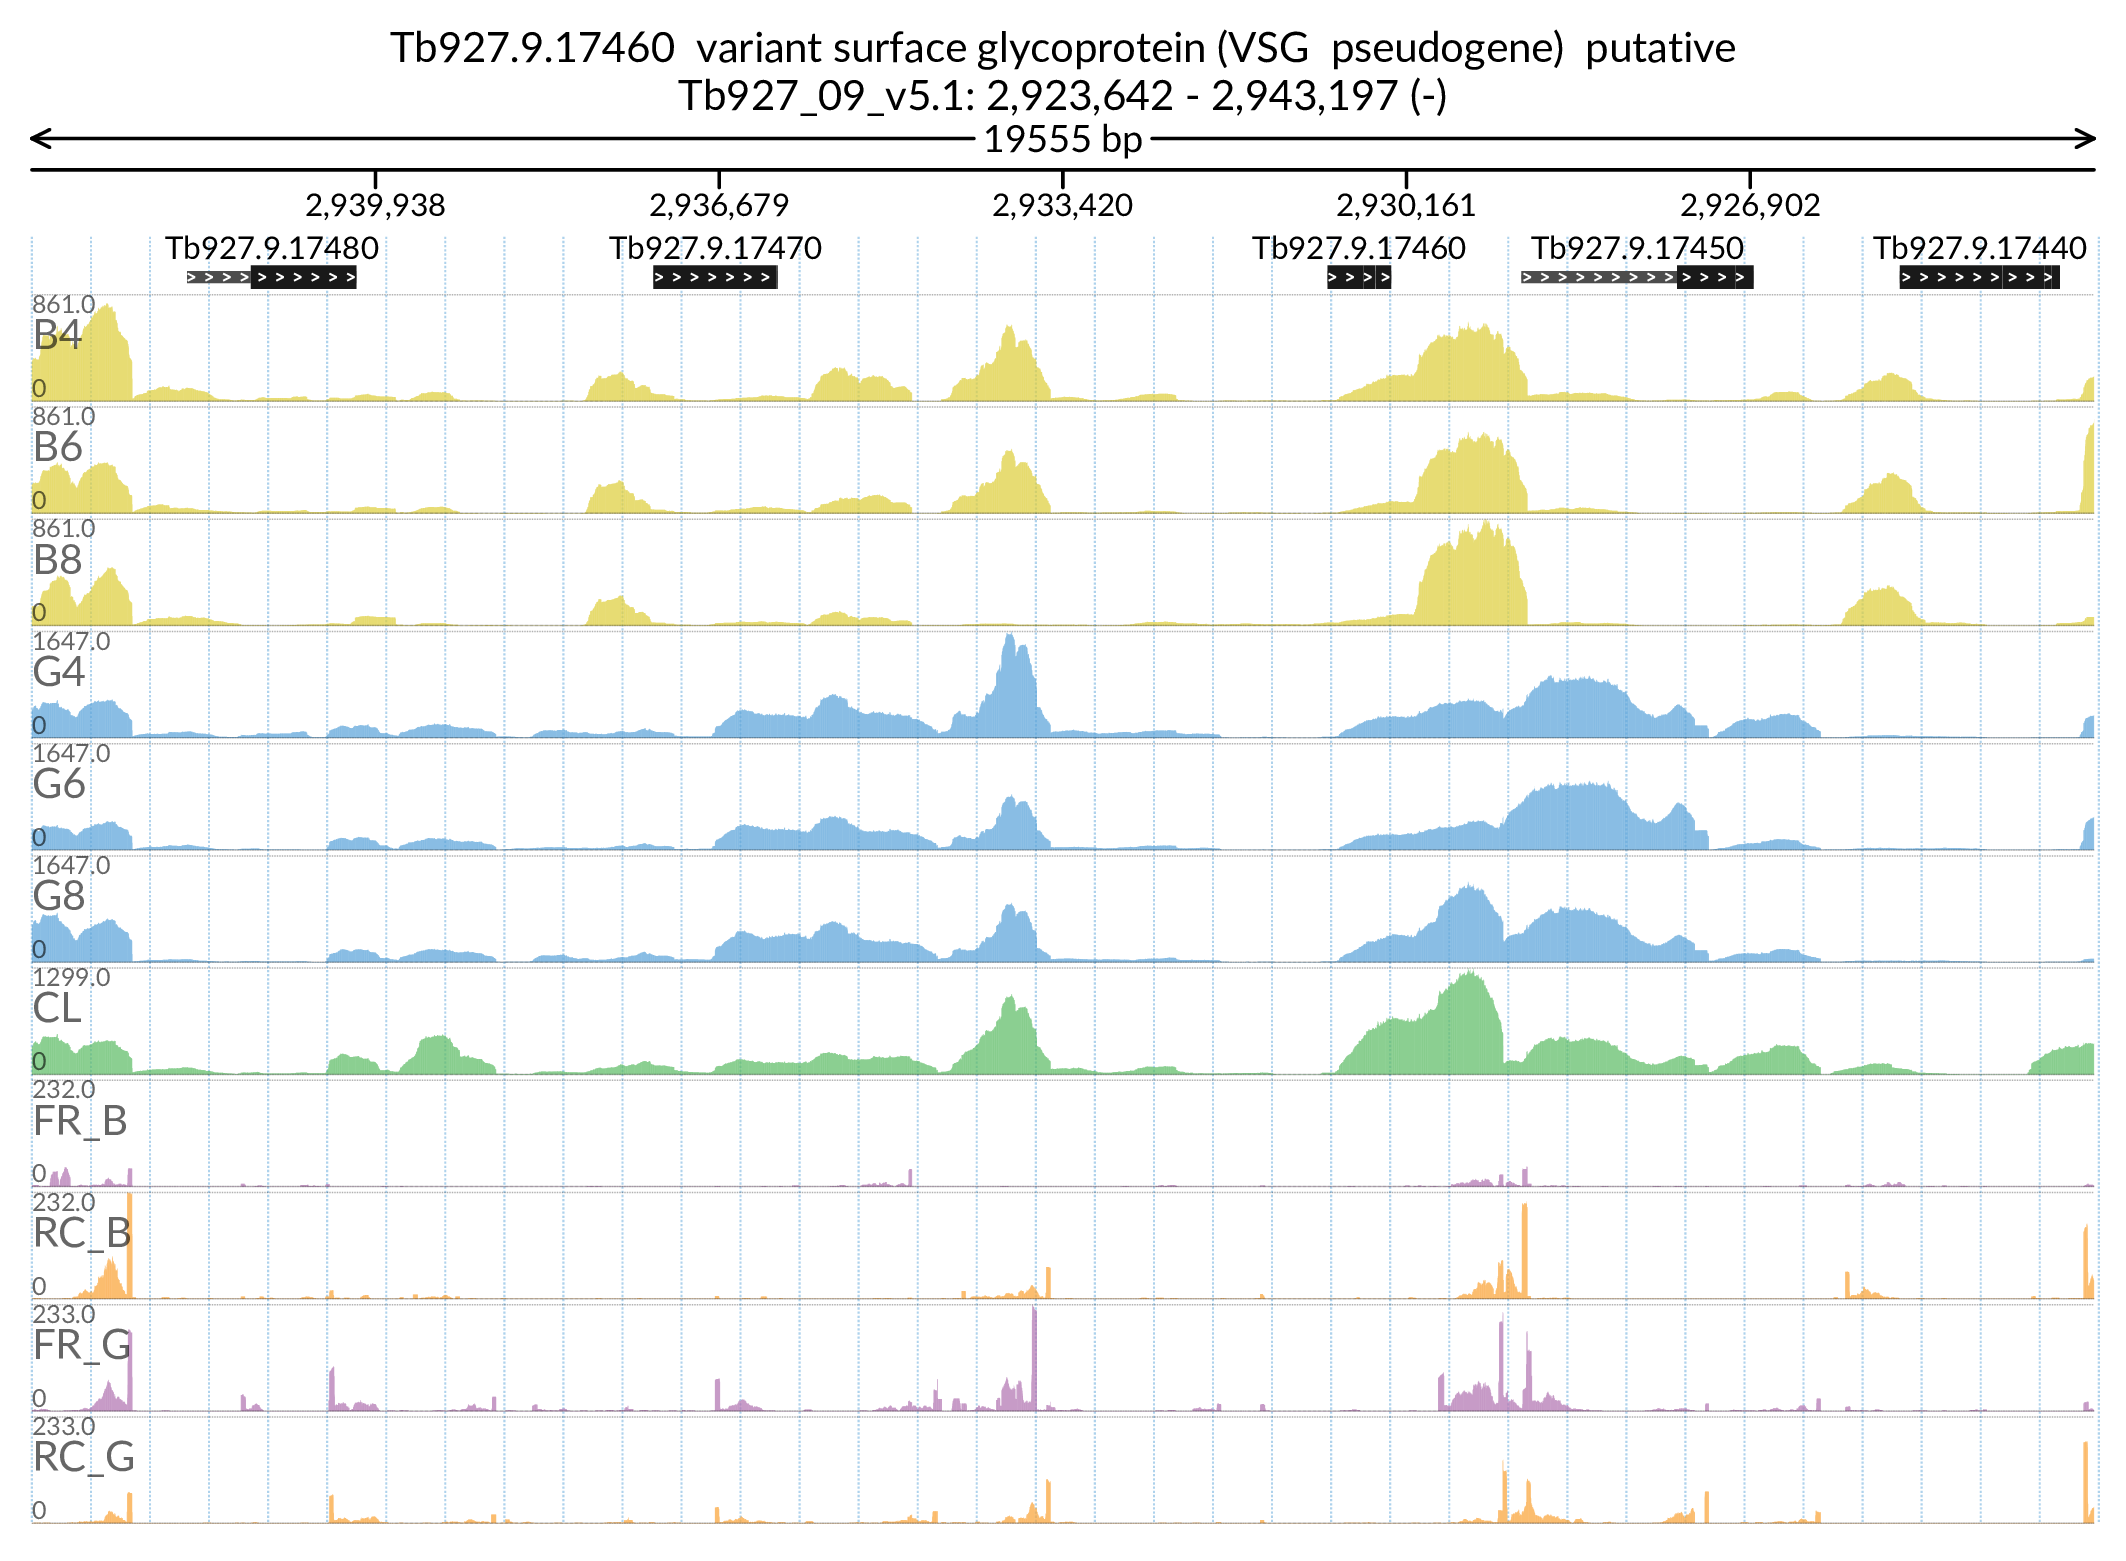 Tb927.9.17460  variant surface glycoprotein (VSG  pseudogene)  putative
Tb927_09_v5.1: 2,923,642 - 2,943,197 (-)
19555 bp
2,939,938 2,936,679 2,933,420 2,930,161 2,926,902
Tb927.9.17480 Tb927.9.17470 Tb927.9.17460 Tb927.9.17450 Tb927.9.17440
861.0
B4
0
861.0
B6
0
861.0
B8
0
1647.0
G4
0
1647.0
G6
0
1647.0
G8
0
1299.0
CL
0
232.0
FR_B
0
232.0
RC_B
0
233.0
FR_G
0
233.0
RC_G
0